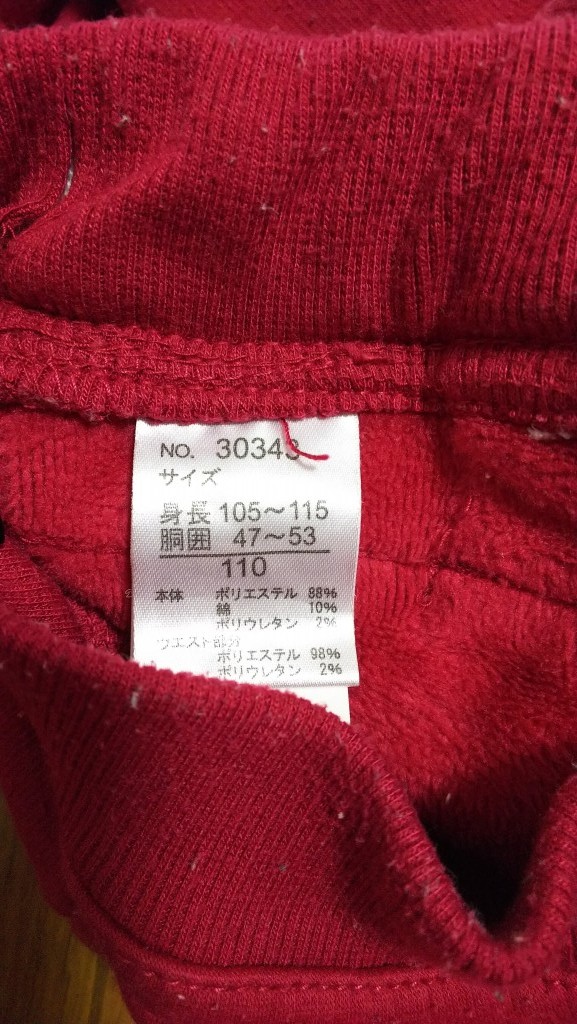 NO. 30343
サイズ
身長 105～115
胴囲 47～53
110
本体 ポリエステル 88%
綿 10%
ポリウレタン 2%
ウエスト部分
ポリエステル 98%
ポリウレタン 2%